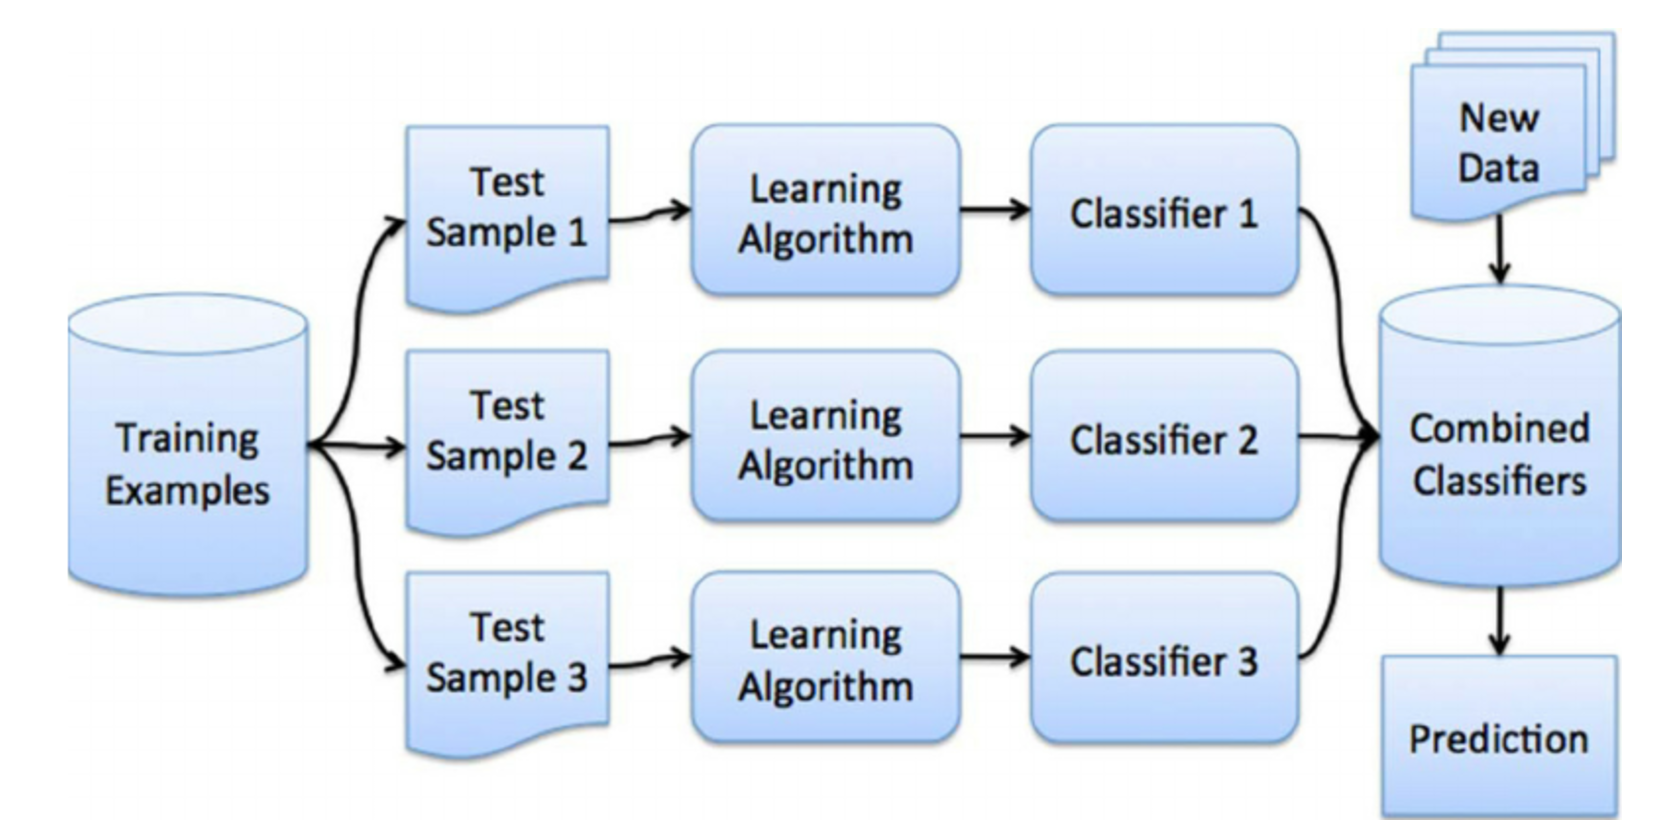 Training
Examples
Test
Sample 1
Learning
Algorithm
Classifier 1
Test
Sample 2
Learning
Algorithm
Classifier 2
Test
Sample 3
Learning
Algorithm
Classifier 3
New
Data
Combined
Classifiers
Prediction